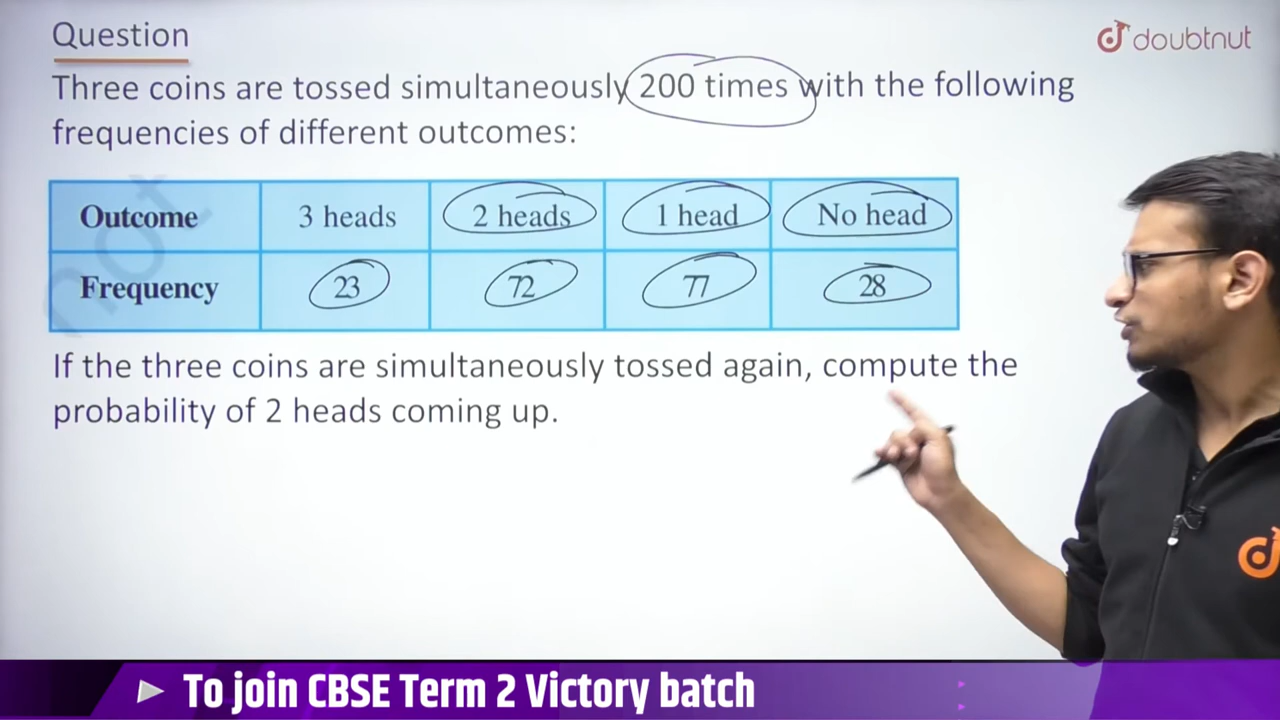 Question
doubtnut
Three coins are tossed simultaneously 200 times with the following
frequencies of different outcomes:
Outcome 3 heads 2 heads 1 head No head
Frequency 23 72 77 28
If the three coins are simultaneously tossed again, compute the
probability of 2 heads coming up.
To join CBSE Term 2 Victory batch